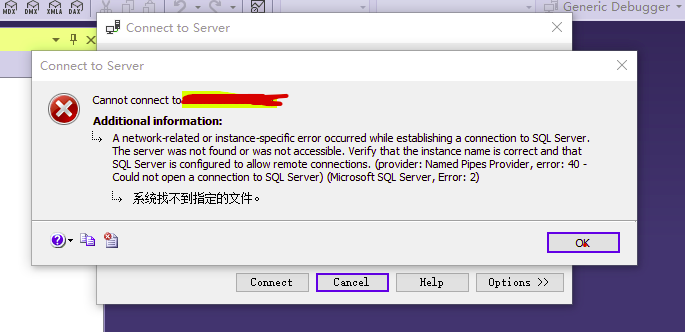 MDX DMX XMLA DAX
Generic Debugger
Connect to Server
Connect to Server
Cannot connect to
Additional information:
A network-related or instance-specific error occurred while establishing a connection to SQL Server.
The server was not found or was not accessible. Verify that the instance name is correct and that
SQL Server is configured to allow remote connections. (provider: Named Pipes Provider, error: 40 -
Could not open a connection to SQL Server) (Microsoft SQL Server, Error: 2)
系统找不到指定的文件。
OK
Connect Cancel Help Options >>